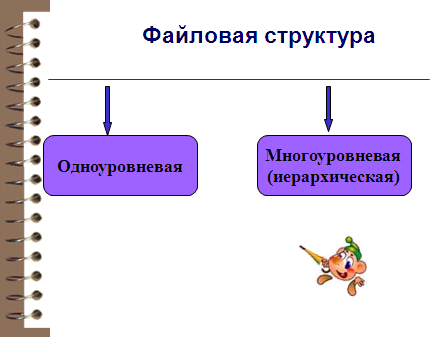 Файловая структура
Одноуровневая
Многоуровневая
(иерархическая)